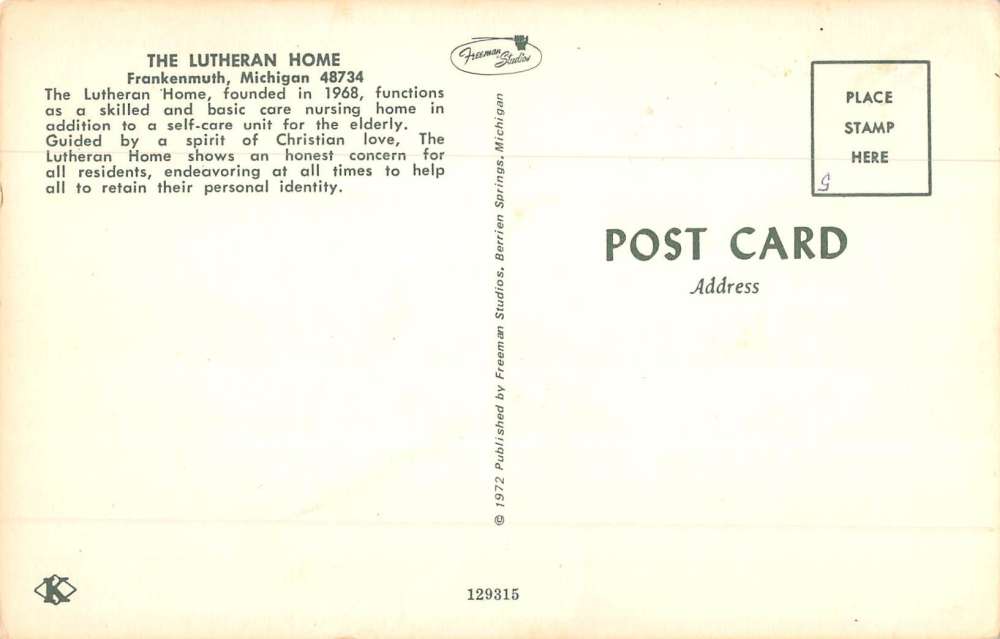 THE LUTHERAN HOME
Frankenmuth, Michigan 48734
The Lutheran Home, founded in 1968, functions
as a skilled and basic care nursing home in
addition to a self-care unit for the elderly.
Guided by a spirit of Christian love, The
Lutheran Home shows an honest concern for
all residents, endeavoring at all times to help
all to retain their personal identity.
Freeman Studios
© 1972 Published by Freeman Studios, Berrien Springs, Michigan
PLACE
STAMP
HERE
5
POST CARD
Address
K
129315